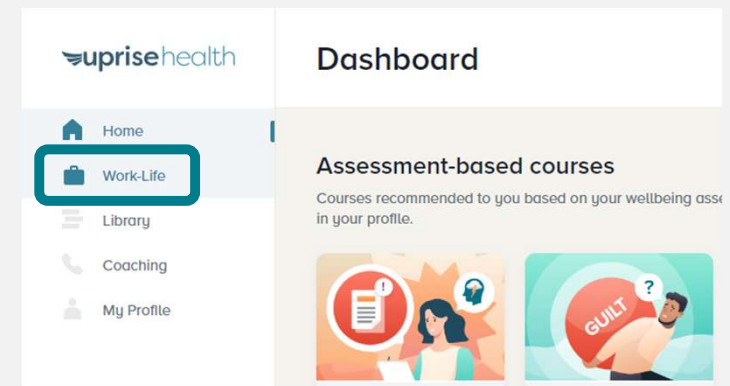 uprisehealth
Dashboard
Home
Work-Life
Library
Coaching
My Profile
Assessment-based courses
Courses recommended to you based on your wellbeing asse
in your profile.
!
GUILT
?